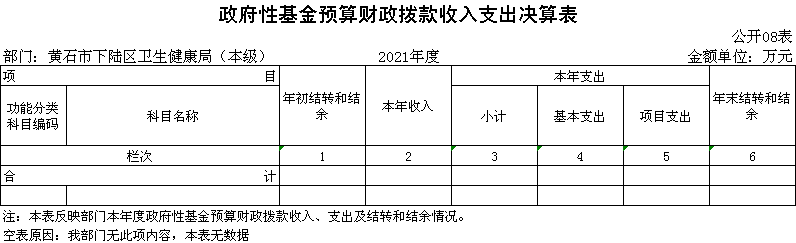 政府性基金预算财政拨款收入支出决算表
公开08表
部门：黄石市下陆区卫生健康局（本级） 2021年度 金额单位：万元
项 目 年初结转和结余 本年收入 本年支出 年末结转和结余
功能分类科目编码 科目名称 小计 基本支出 项目支出
栏次 1 2 3 4 5 6
合 计
注：本表反映部门本年度政府性基金预算财政拨款收入、支出及结转和结余情况。
空表原因：我部门无此项内容，本表无数据